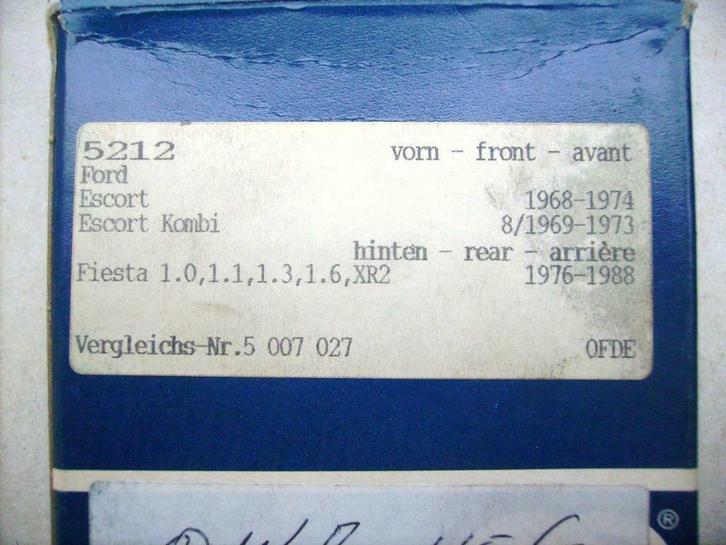 5212 vorn - front - avant
Ford
Escort 1968-1974
Escort Kombi 8/1969-1973
hinten - rear - arrière
Fiesta 1.0,1.1,1.3,1.6,XR2 1976-1988
Vergleichs-Nr.5 007 027 OFDE
®